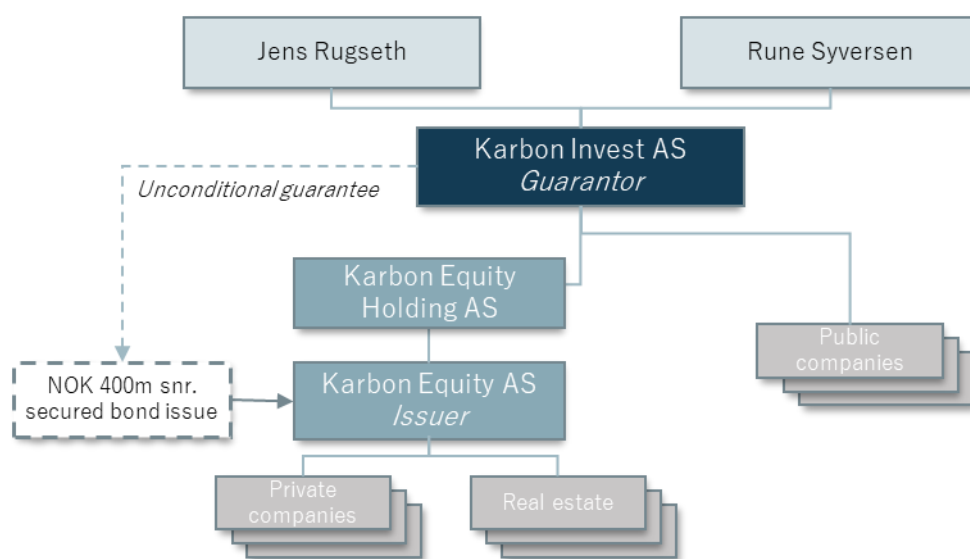 Jens Rugseth
Rune Syversen
Karbon Invest AS
Guarantor
Unconditional guarantee
Karbon Equity
Holding AS
Public
companies
NOK 400m snr.
secured bond issue
Karbon Equity AS
Issuer
Private
companies
Real estate